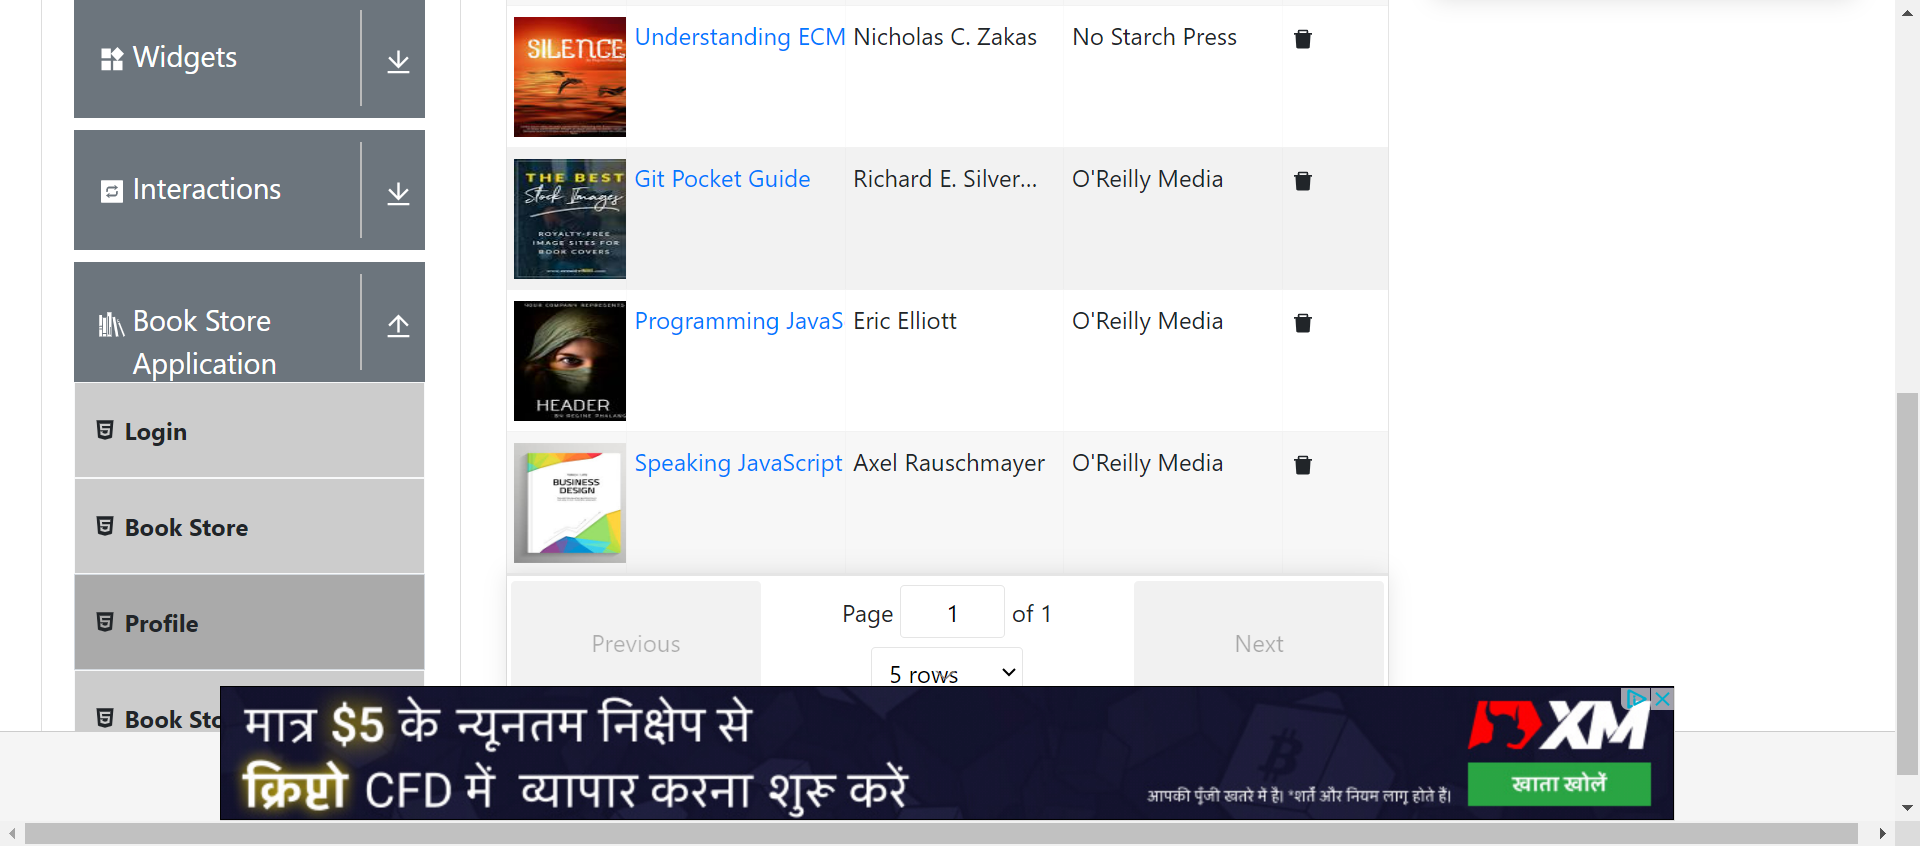 Widgets
Interactions
Book Store
Application
Login
Book Store
Profile
Book Sto
SILENCE
Understanding ECM Nicholas C. Zakas No Starch Press
THE BEST
Stock Images
ROYALTY-FREE
IMAGE SITES FOR
BOOK COVERS
Git Pocket Guide Richard E. Silver... O'Reilly Media
YOUR COMPANY REPRESENTS
HEADER
Programming JavaS Eric Elliott O'Reilly Media
BUSINESS
DESIGN
Speaking JavaScript Axel Rauschmayer O'Reilly Media
Previous
Page 1 of 1
5 rows
Next
मात्र $5 के न्यूनतम निक्षेप से
क्रिप्टो CFD में व्यापार करना शुरू करें
XM
खाता खोलें
आपकी पूँजी खतरे में है। *शर्तें और नियम लागू होते हैं।